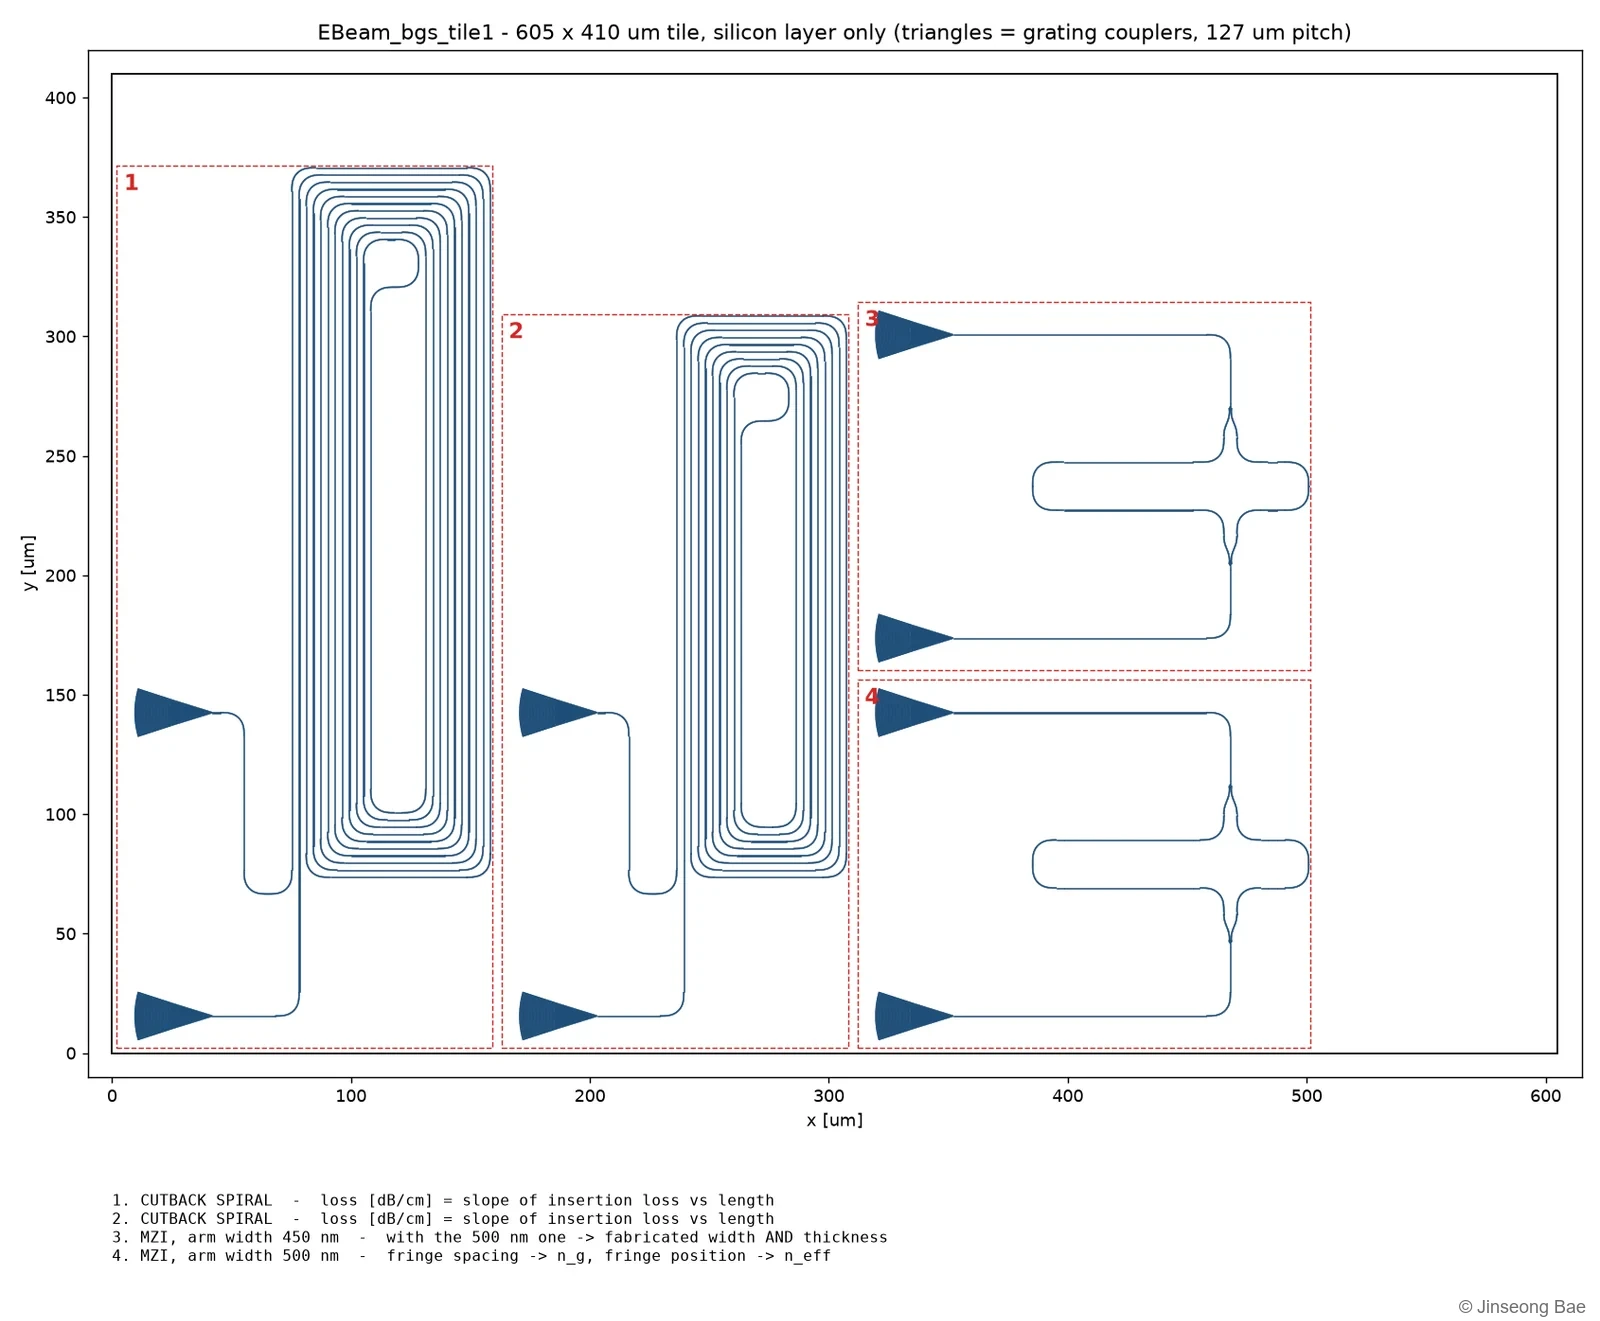 EBeam_bgs_tile1 - 605 x 410 um tile, silicon layer only (triangles = grating couplers, 127 um pitch)
400
350
300
250
200
150
100
50
0
y [um]
1
2
3
4
0 100 200 300 400 500 600
x [um]
1. CUTBACK SPIRAL  -  loss [dB/cm] = slope of insertion loss vs length
2. CUTBACK SPIRAL  -  loss [dB/cm] = slope of insertion loss vs length
3. MZI, arm width 450 nm  -  with the 500 nm one -> fabricated width AND thickness
4. MZI, arm width 500 nm  -  fringe spacing -> n_g, fringe position -> n_eff
© Jinseong Bae